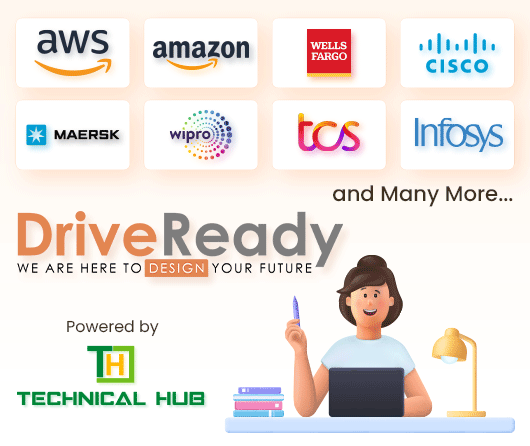 aws
amazon
WELLS
FARGO
CISCO
MAERSK
wipro
tcs
Infosys
and Many More...
DriveReady
WE ARE HERE TO DESIGN YOUR FUTURE
Powered by
TH
TECHNICAL HUB